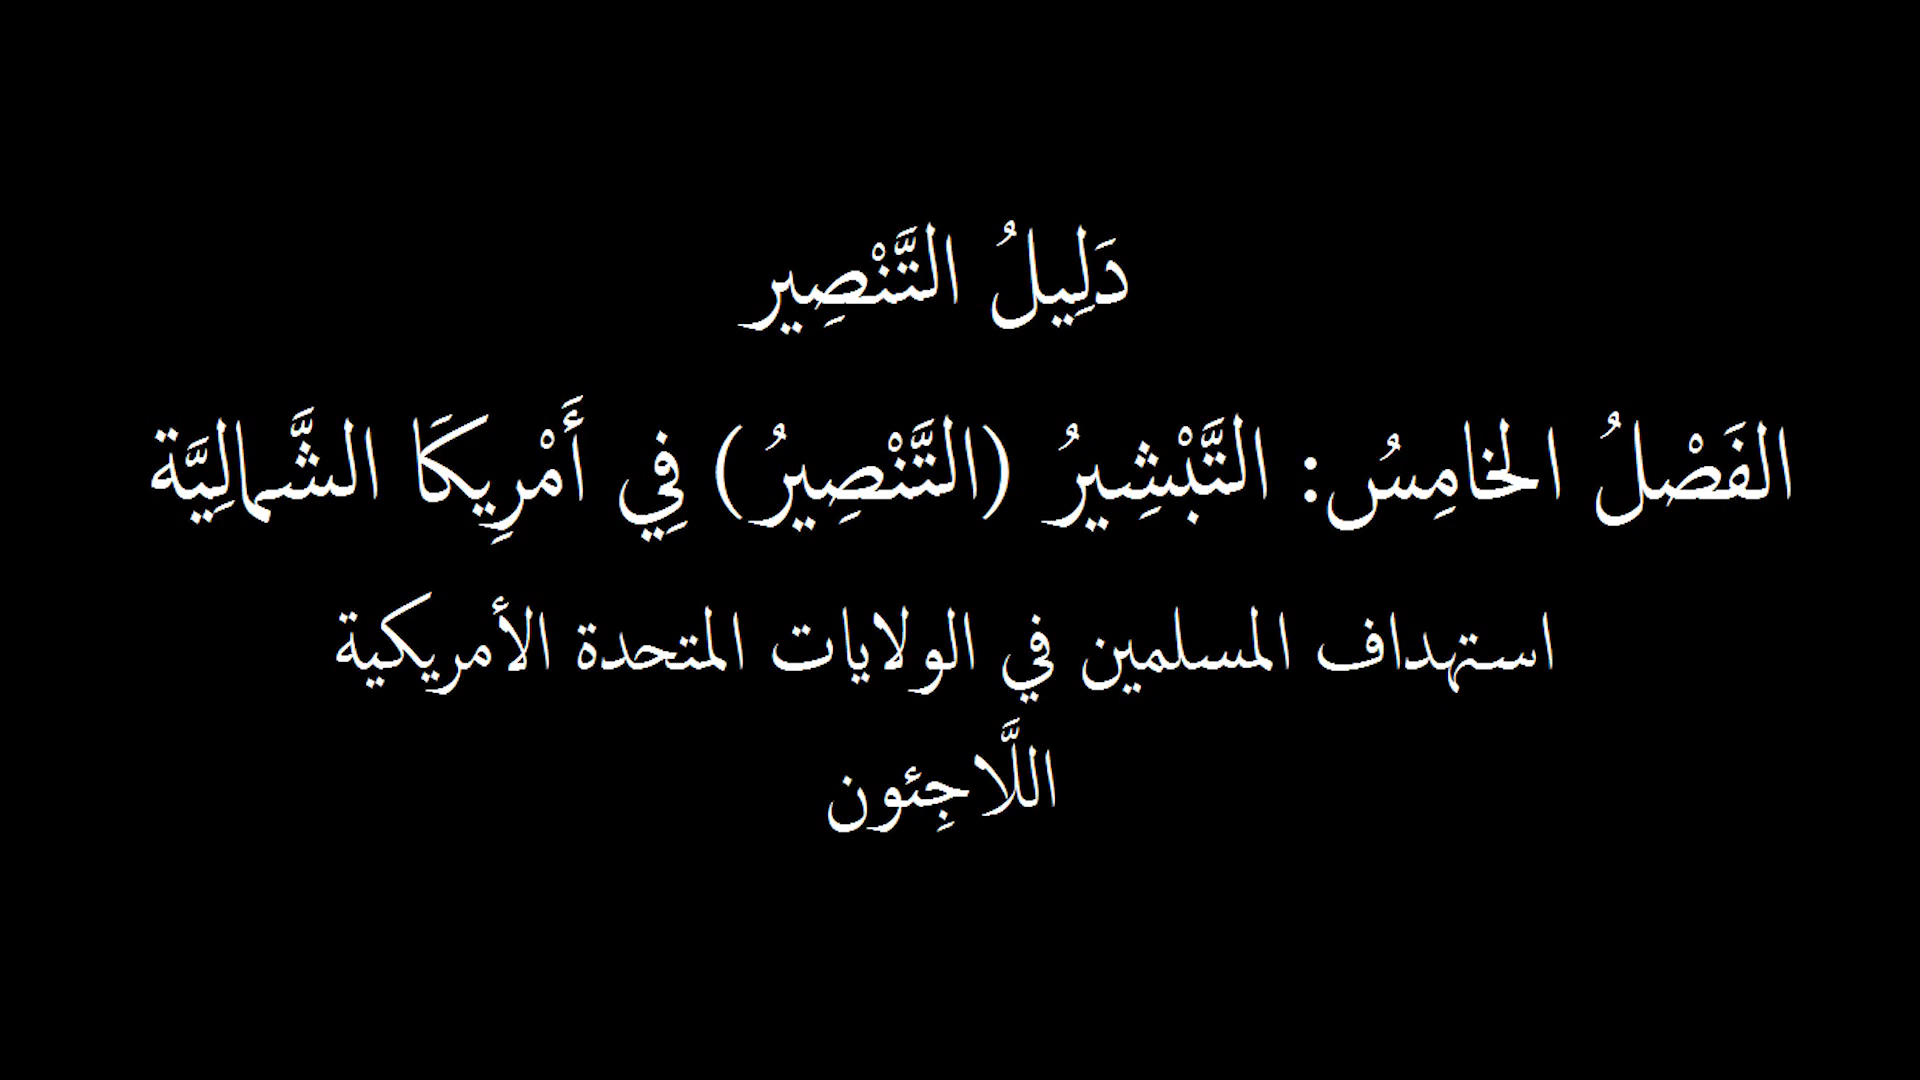 دَلِيلُ التَّنْصِير
الفَصْلُ الخامِسُ: التَّبْشِيرُ (التَّنْصِيرُ) فِي أَمْرِيكَا الشَّمالِيَّة
استهداف المسلمين في الولايات المتحدة الأمريكية
اللَّاجِئون